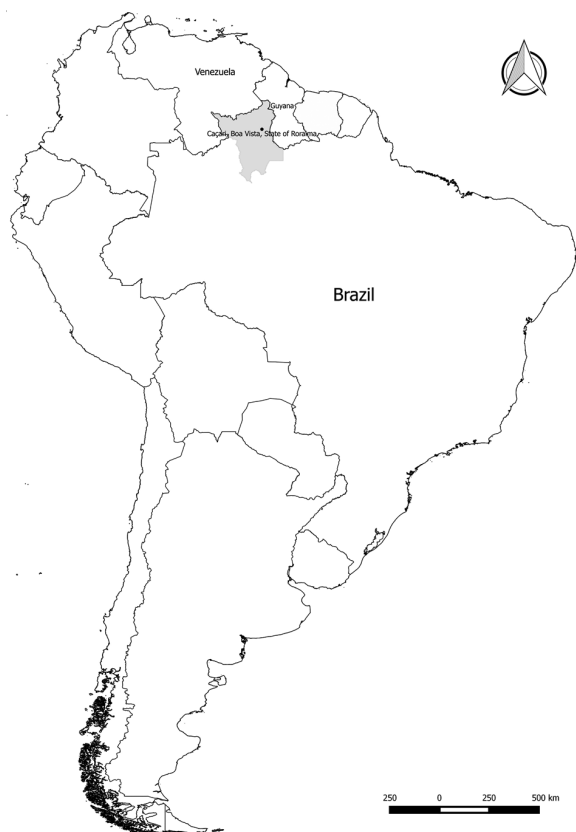 Venezuela
Guyana
Caçari, Boa Vista, State of Roraima
Brazil
250 0 250 500 km